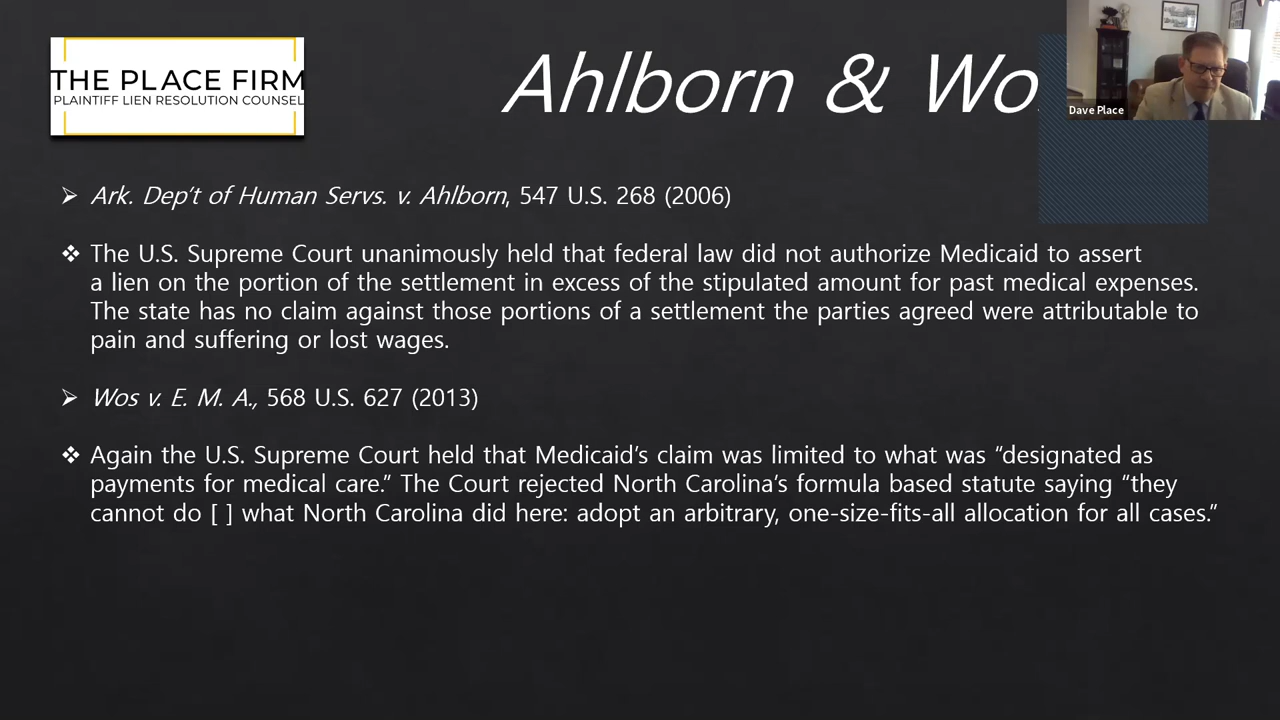 THE PLACE FIRM
PLAINTIFF LIEN RESOLUTION COUNSEL
Ahlborn & Wo
Dave Place
Ark. Dep't of Human Servs. v. Ahlborn, 547 U.S. 268 (2006)
The U.S. Supreme Court unanimously held that federal law did not authorize Medicaid to assert
a lien on the portion of the settlement in excess of the stipulated amount for past medical expenses.
The state has no claim against those portions of a settlement the parties agreed were attributable to
pain and suffering or lost wages.
Wos v. E. M. A., 568 U.S. 627 (2013)
Again the U.S. Supreme Court held that Medicaid's claim was limited to what was “designated as
payments for medical care.” The Court rejected North Carolina's formula based statute saying “they
cannot do [ ] what North Carolina did here: adopt an arbitrary, one-size-fits-all allocation for all cases.”